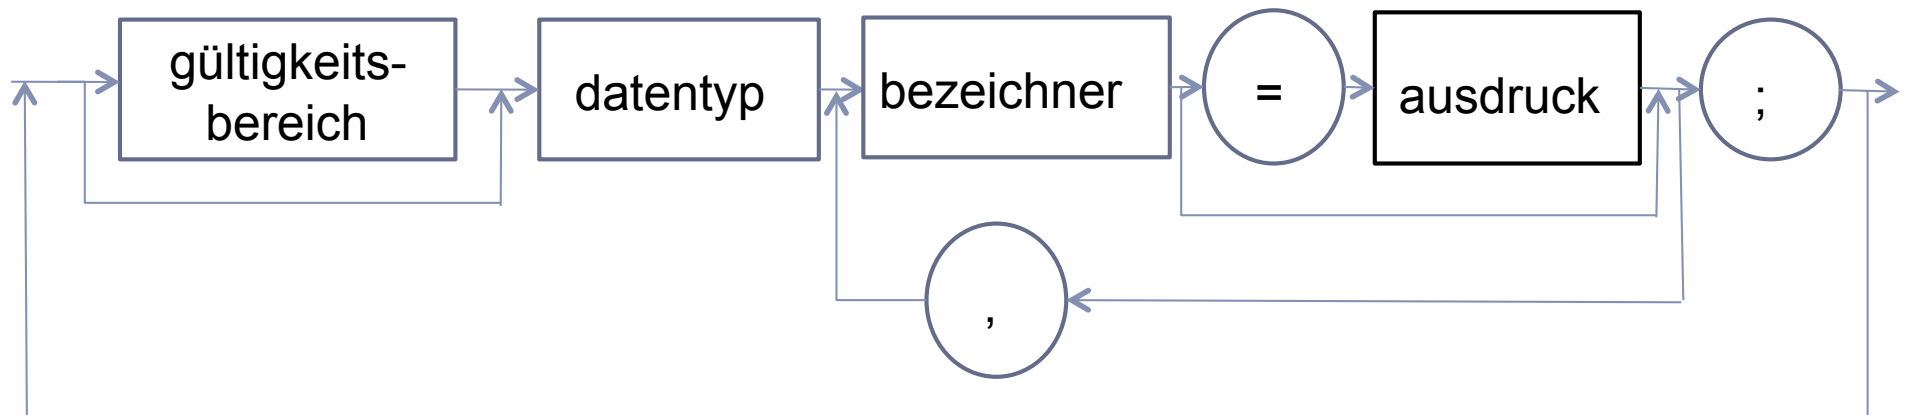 gültigkeits-
bereich
datentyp
bezeichner
=
ausdruck
;
,